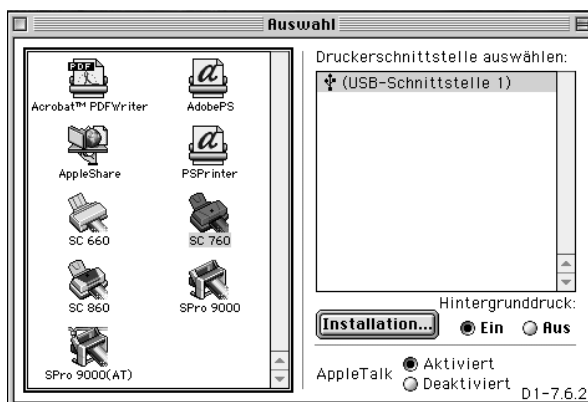 Auswahl
PDF
Acrobat™ PDFWriter
AdobePS
AppleShare
PSPrinter
SC 660
SC 760
SC 860
SPro 9000
SPro 9000(AT)
Druckerschnittstelle auswählen:
(USB-Schnittstelle 1)
Hintergrunddruck:
Installation...
Ein
Aus
AppleTalk
Aktiviert
Deaktiviert
D1-7.6.2